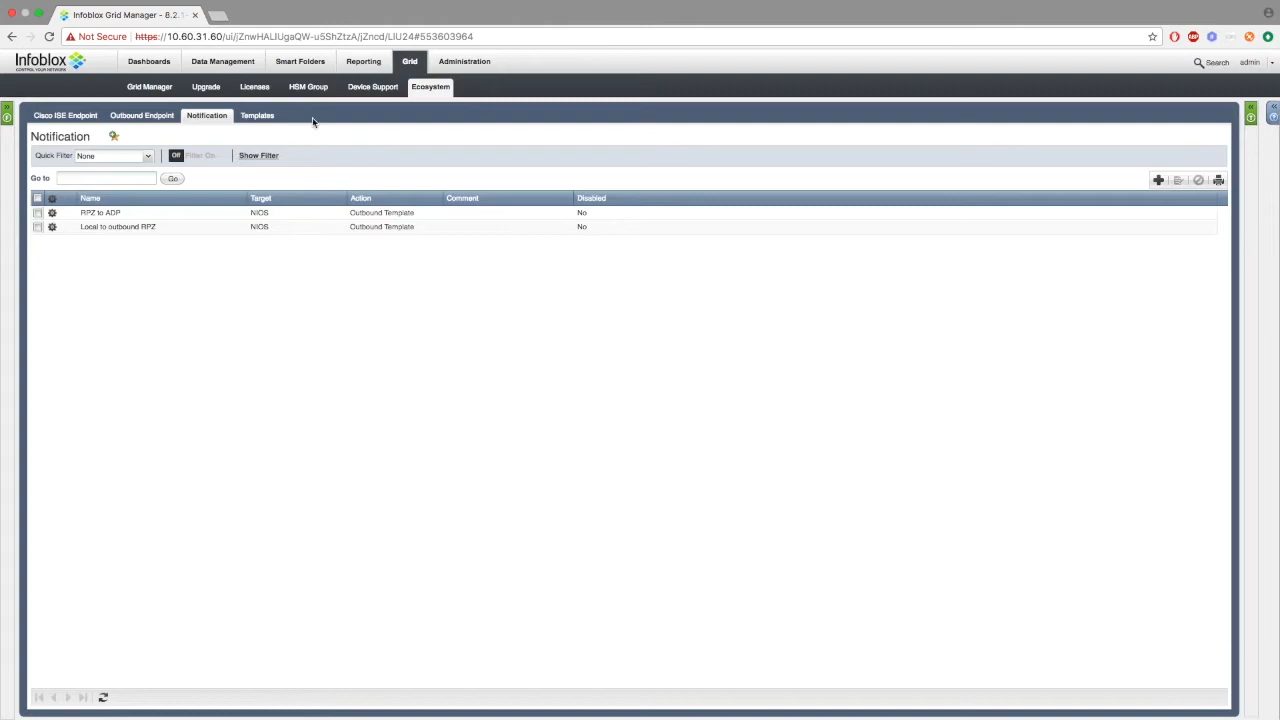 Infoblox Grid Manager - 8.2.1-
Not Secure https://10.60.31.60/ui/jZnwHALIUgaQW-u5ShZtzA/jZncd/LIU24#553603964
Infoblox Dashboards Data Management Smart Folders Reporting Grid Administration Search admin
CONTROL YOUR NETWORK
Grid Manager Upgrade Licenses HSM Group Device Support Ecosystem
Cisco ISE Endpoint Outbound Endpoint Notification Templates
Notification
Quick Filter None Off Filter On Show Filter
Go to Go
Name Target Action Comment Disabled
RPZ to ADP NIOS Outbound Template No
Local to outbound RPZ NIOS Outbound Template No